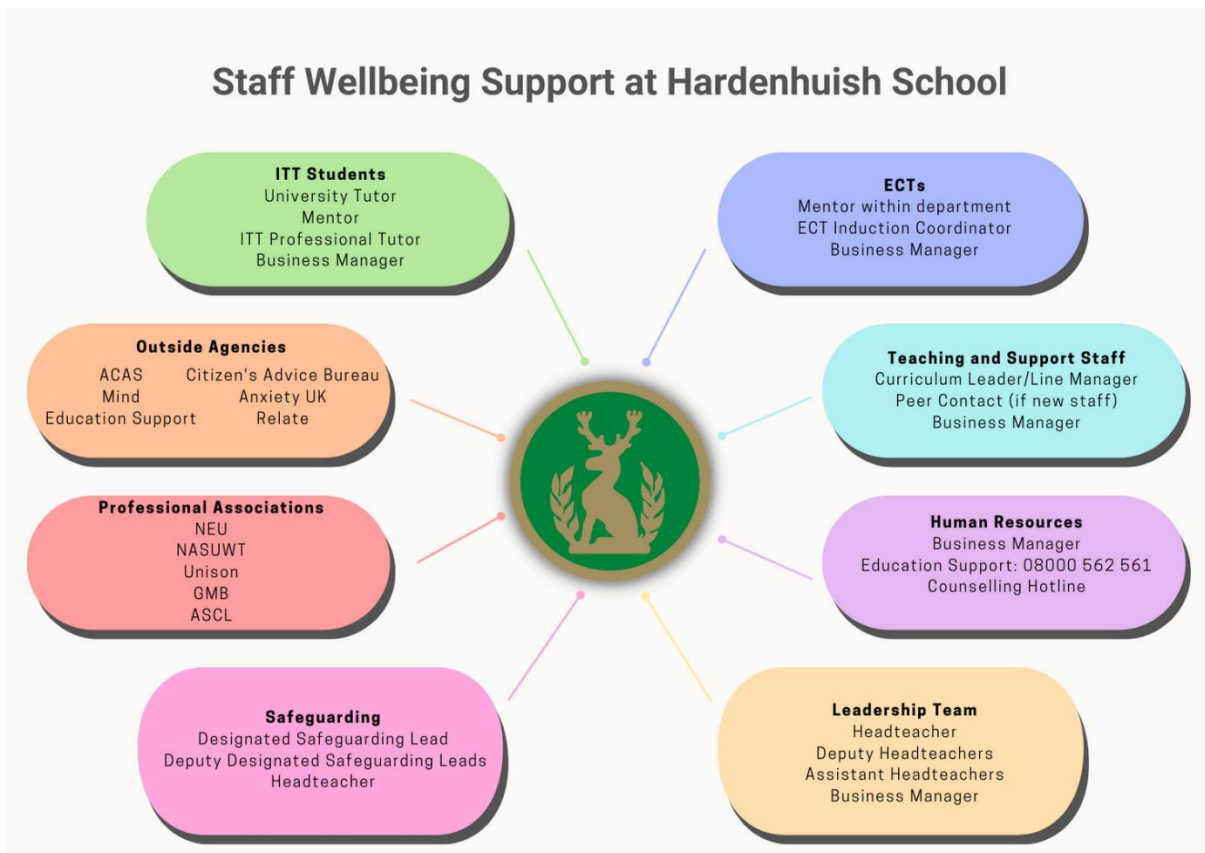 Staff Wellbeing Support at Hardenhuish School
ITT Students
University Tutor
Mentor
ITT Professional Tutor
Business Manager
ECTs
Mentor within department
ECT Induction Coordinator
Business Manager
Outside Agencies
ACAS
Mind
Education Support
Citizen's Advice Bureau
Anxiety UK
Relate
Teaching and Support Staff
Curriculum Leader/Line Manager
Peer Contact (if new staff)
Business Manager
Professional Associations
NEU
NASUWT
Unison
GMB
ASCL
Human Resources
Business Manager
Education Support: 08000 562 561
Counselling Hotline
Safeguarding
Designated Safeguarding Lead
Deputy Designated Safeguarding Leads
Headteacher
Leadership Team
Headteacher
Deputy Headteachers
Assistant Headteachers
Business Manager